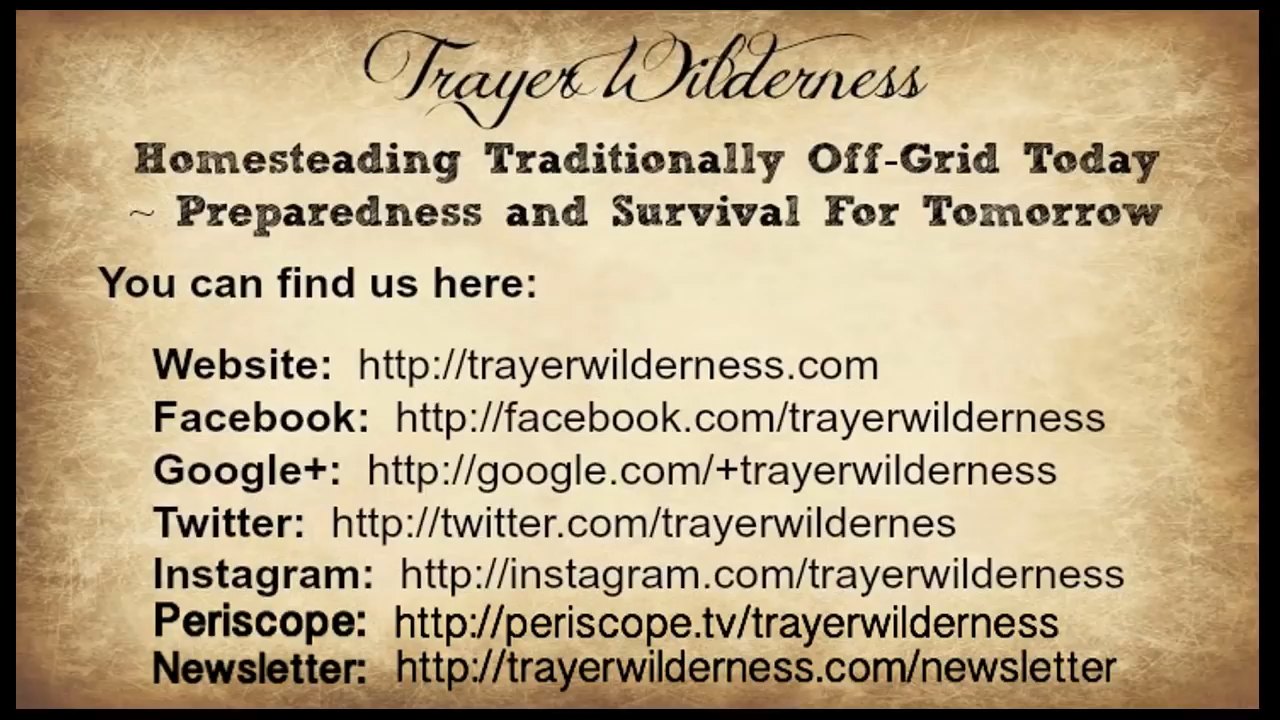 Trayer Wilderness
Homesteading Traditionally Off-Grid Today
~ Preparedness and Survival For Tomorrow
You can find us here:
Website: http://trayerwilderness.com
Facebook: http://facebook.com/trayerwilderness
Google+: http://google.com/+trayerwilderness
Twitter: http://twitter.com/trayerwildernes
Instagram: http://instagram.com/trayerwilderness
Periscope: http://periscope.tv/trayerwilderness
Newsletter: http://trayerwilderness.com/newsletter